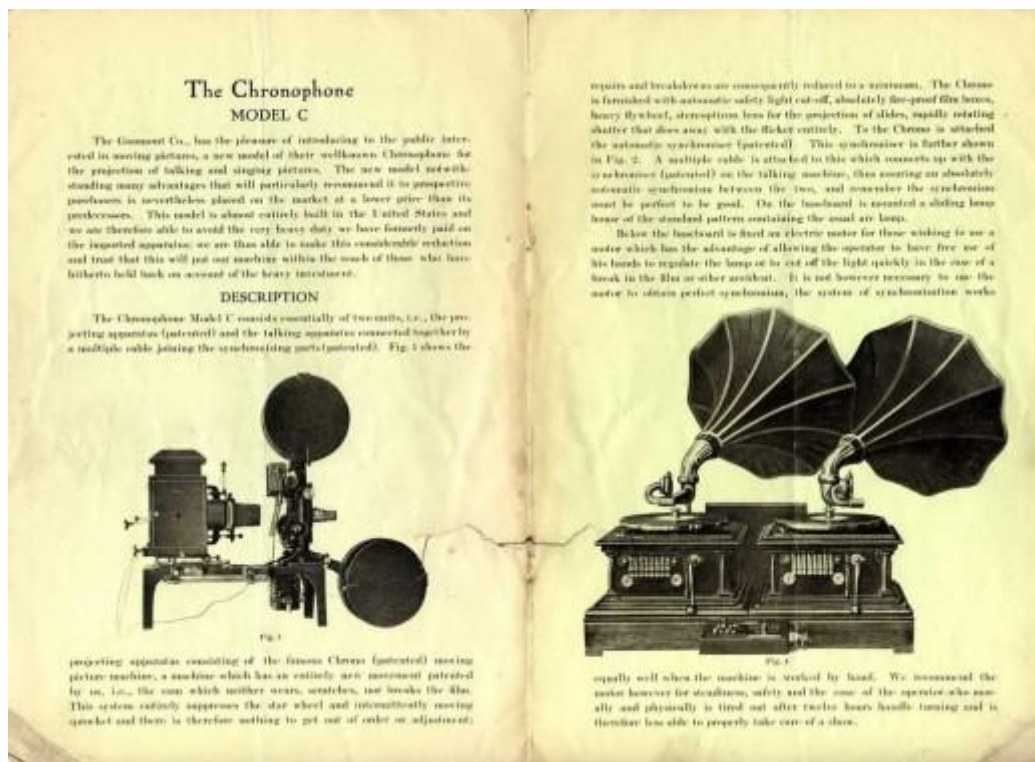 The Chronophone
MODEL C
The Gaumont Co., has the pleasure of introducing to the public inter-
ested in moving pictures, a new model of their wellknown Chronophone for
the projection of talking and singing pictures. The new model notwith-
standing many advantages that will particularly recommend it to prospective
purchasers is nevertheless placed on the market at a lower price than its
predecessors. This model is almost entirely built in the United States and
we are therefore able to avoid the very heavy duty we have formerly paid on
the imported apparatus; we are thus able to make this considerable reduction
and trust that this will put our machine within the reach of those who have
hitherto held back on account of the heavy investment.
DESCRIPTION
The Chronophone Model C consists essentially of two units, i.e., the pro-
jecting apparatus (patented) and the talking apparatus connected together by
a multiple cable joining the synchronising parts (patented). Fig. 1 shows the
Fig. 1
projecting apparatus consisting of the famous Chrono (patented) moving
picture machine, a machine which has an entirely new movement patented
by us, i.e., the cam which neither wears, scratches, nor breaks the film.
This system entirely suppresses the star wheel and intermittently moving
sprocket and there is therefore nothing to get out of order or adjustment;
repairs and breakdowns are consequently reduced to a minimum. The Chrono
is furnished with automatic safety light cut-off, absolutely fire-proof film boxes,
heavy flywheel, stereopticon lens for the projection of slides, rapidly rotating
shutter that does away with the flicker entirely. To the Chrono is attached
the automatic synchroniser (patented). This synchroniser is further shown
in Fig. 2. A multiple cable is attached to this which connects up with the
synchroniser (patented) on the talking machine, thus assuring an absolutely
automatic synchronism between the two, and remember the synchronism
must be perfect to be good. On the baseboard is mounted a sliding lamp
house of the standard pattern containing the usual arc lamp.
Below the baseboard is fixed an electric motor for those wishing to use a
motor which has the advantage of allowing the operator to have free use of
his hands to regulate the lamp or to cut off the light quickly in the case of a
break in the film or other accident. It is not however necessary to use the
motor to obtain perfect synchronism, the system of synchronisation works
Fig.
equally well when the machine is worked by hand. We recommend the
motor however for steadiness, safety and the ease of the operator who men-
ally and physically is tired out after twelve hours handle turning and is
therefore less able to properly take care of a show.